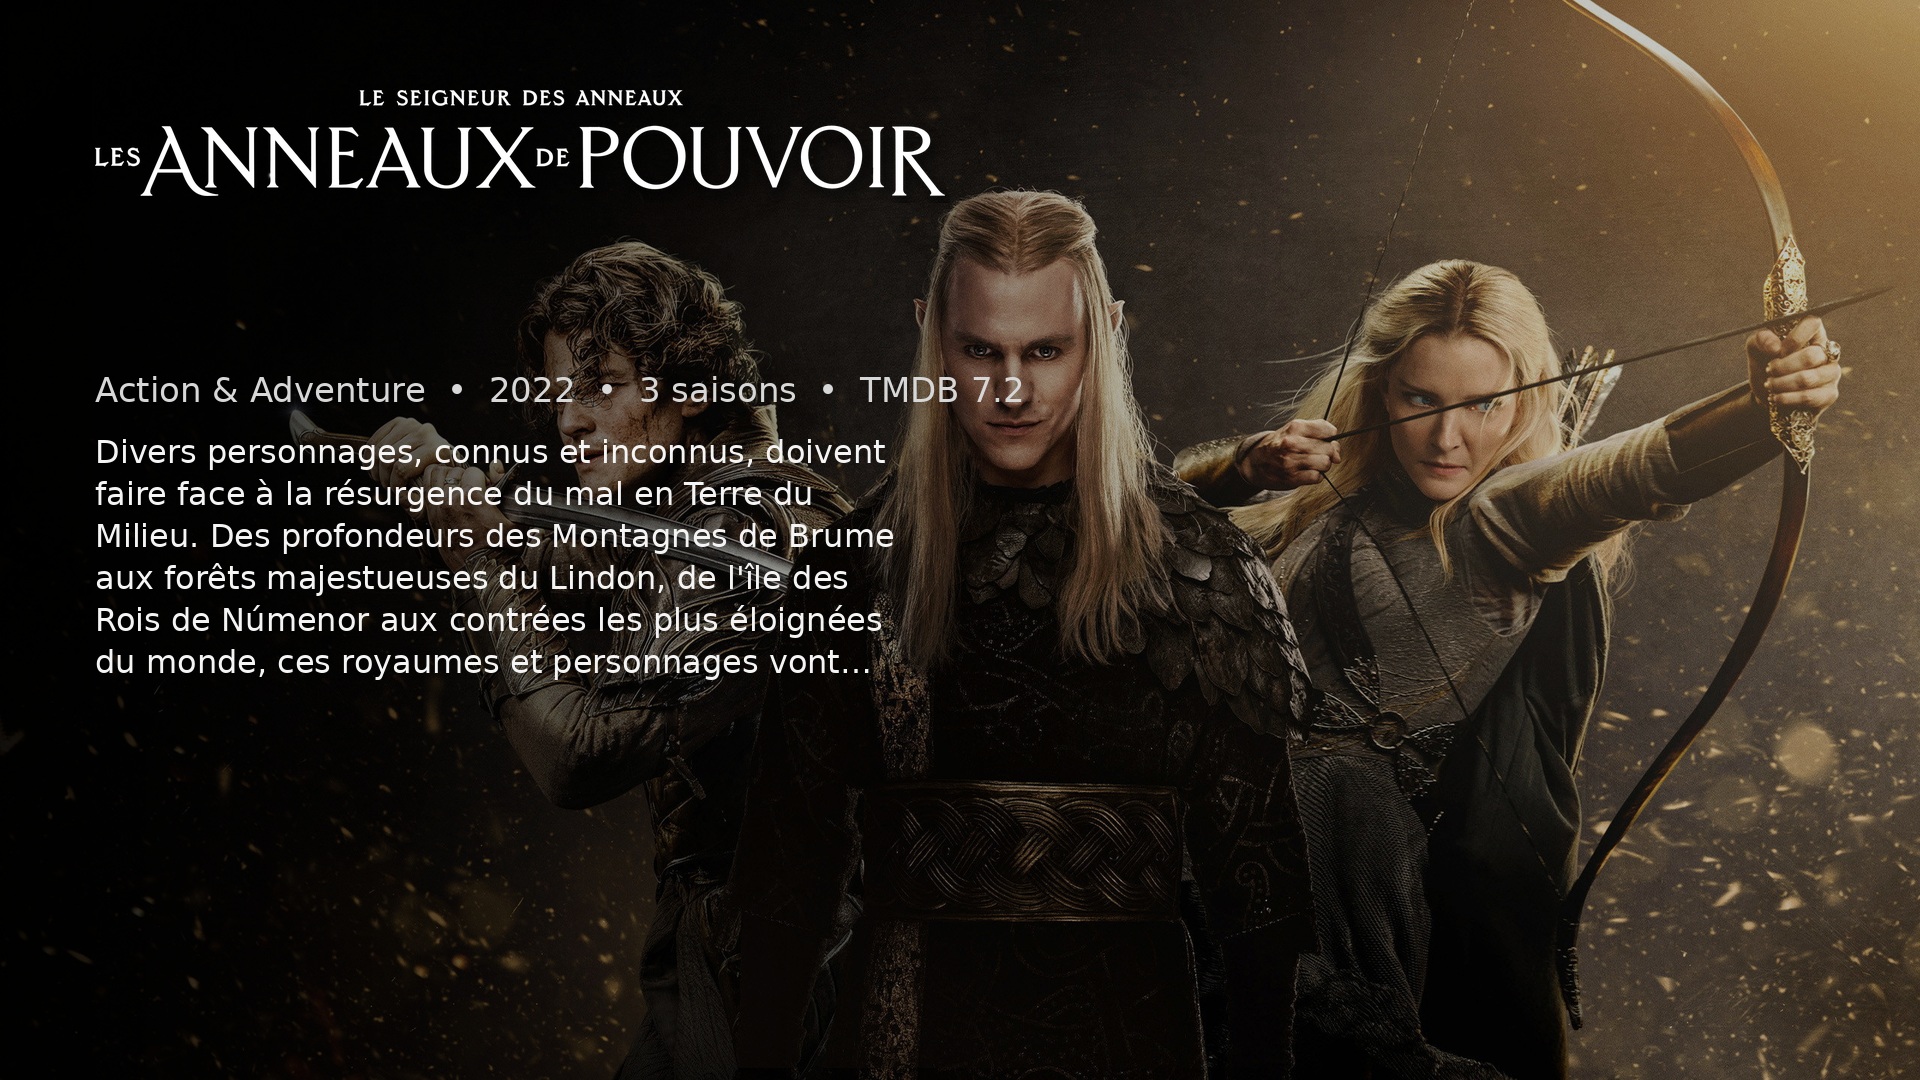 LE SEIGNEUR DES ANNEAUX
LES ANNEAUX DE POUVOIR
Action & Adventure • 2022 • 3 saisons • TMDB 7.2
Divers personnages, connus et inconnus, doivent
faire face à la résurgence du mal en Terre du
Milieu. Des profondeurs des Montagnes de Brume
aux forêts majestueuses du Lindon, de l'île des
Rois de Númenor aux contrées les plus éloignées
du monde, ces royaumes et personnages vont...